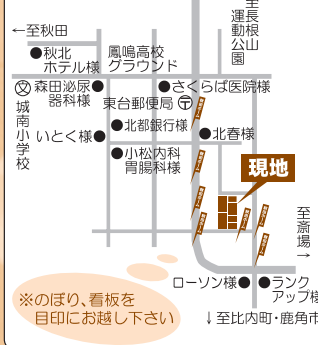 ←至秋田
至長根山運動公園
●秋北
ホテル様
鳳鳴高校
グラウンド
文
城南小学校
森田泌尿●
器科様
●さくらば医院様
東台郵便局〒
●北都銀行様
●北春様
いとく様●
●小松内科
胃腸科様
現地
至斎場→
ローソン様●
●ランク
アップ様
※のぼり、看板を
目印にお越し下さい
↓至比内町・鹿角市